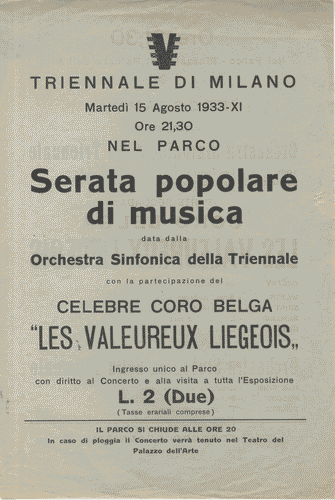 V
TRIENNALE DI MILANO
Martedì 15 Agosto 1933-XI
Ore 21,30
NEL PARCO
Serata popolare
di musica
data dalla
Orchestra Sinfonica della Triennale
con la partecipazione del
CELEBRE CORO BELGA
"LES VALEUREUX LIEGEOIS„
Ingresso unico al Parco
con diritto al Concerto e alta visita a tutta l'Esposizione
L. 2 (Due)
(Tasse erariali comprese)
IL PARCO SI CHIUDE ALLE ORE 20
In caso di pioggia il Concerto verrà tenuto nel Teatro del
Palazzo dell'Arte